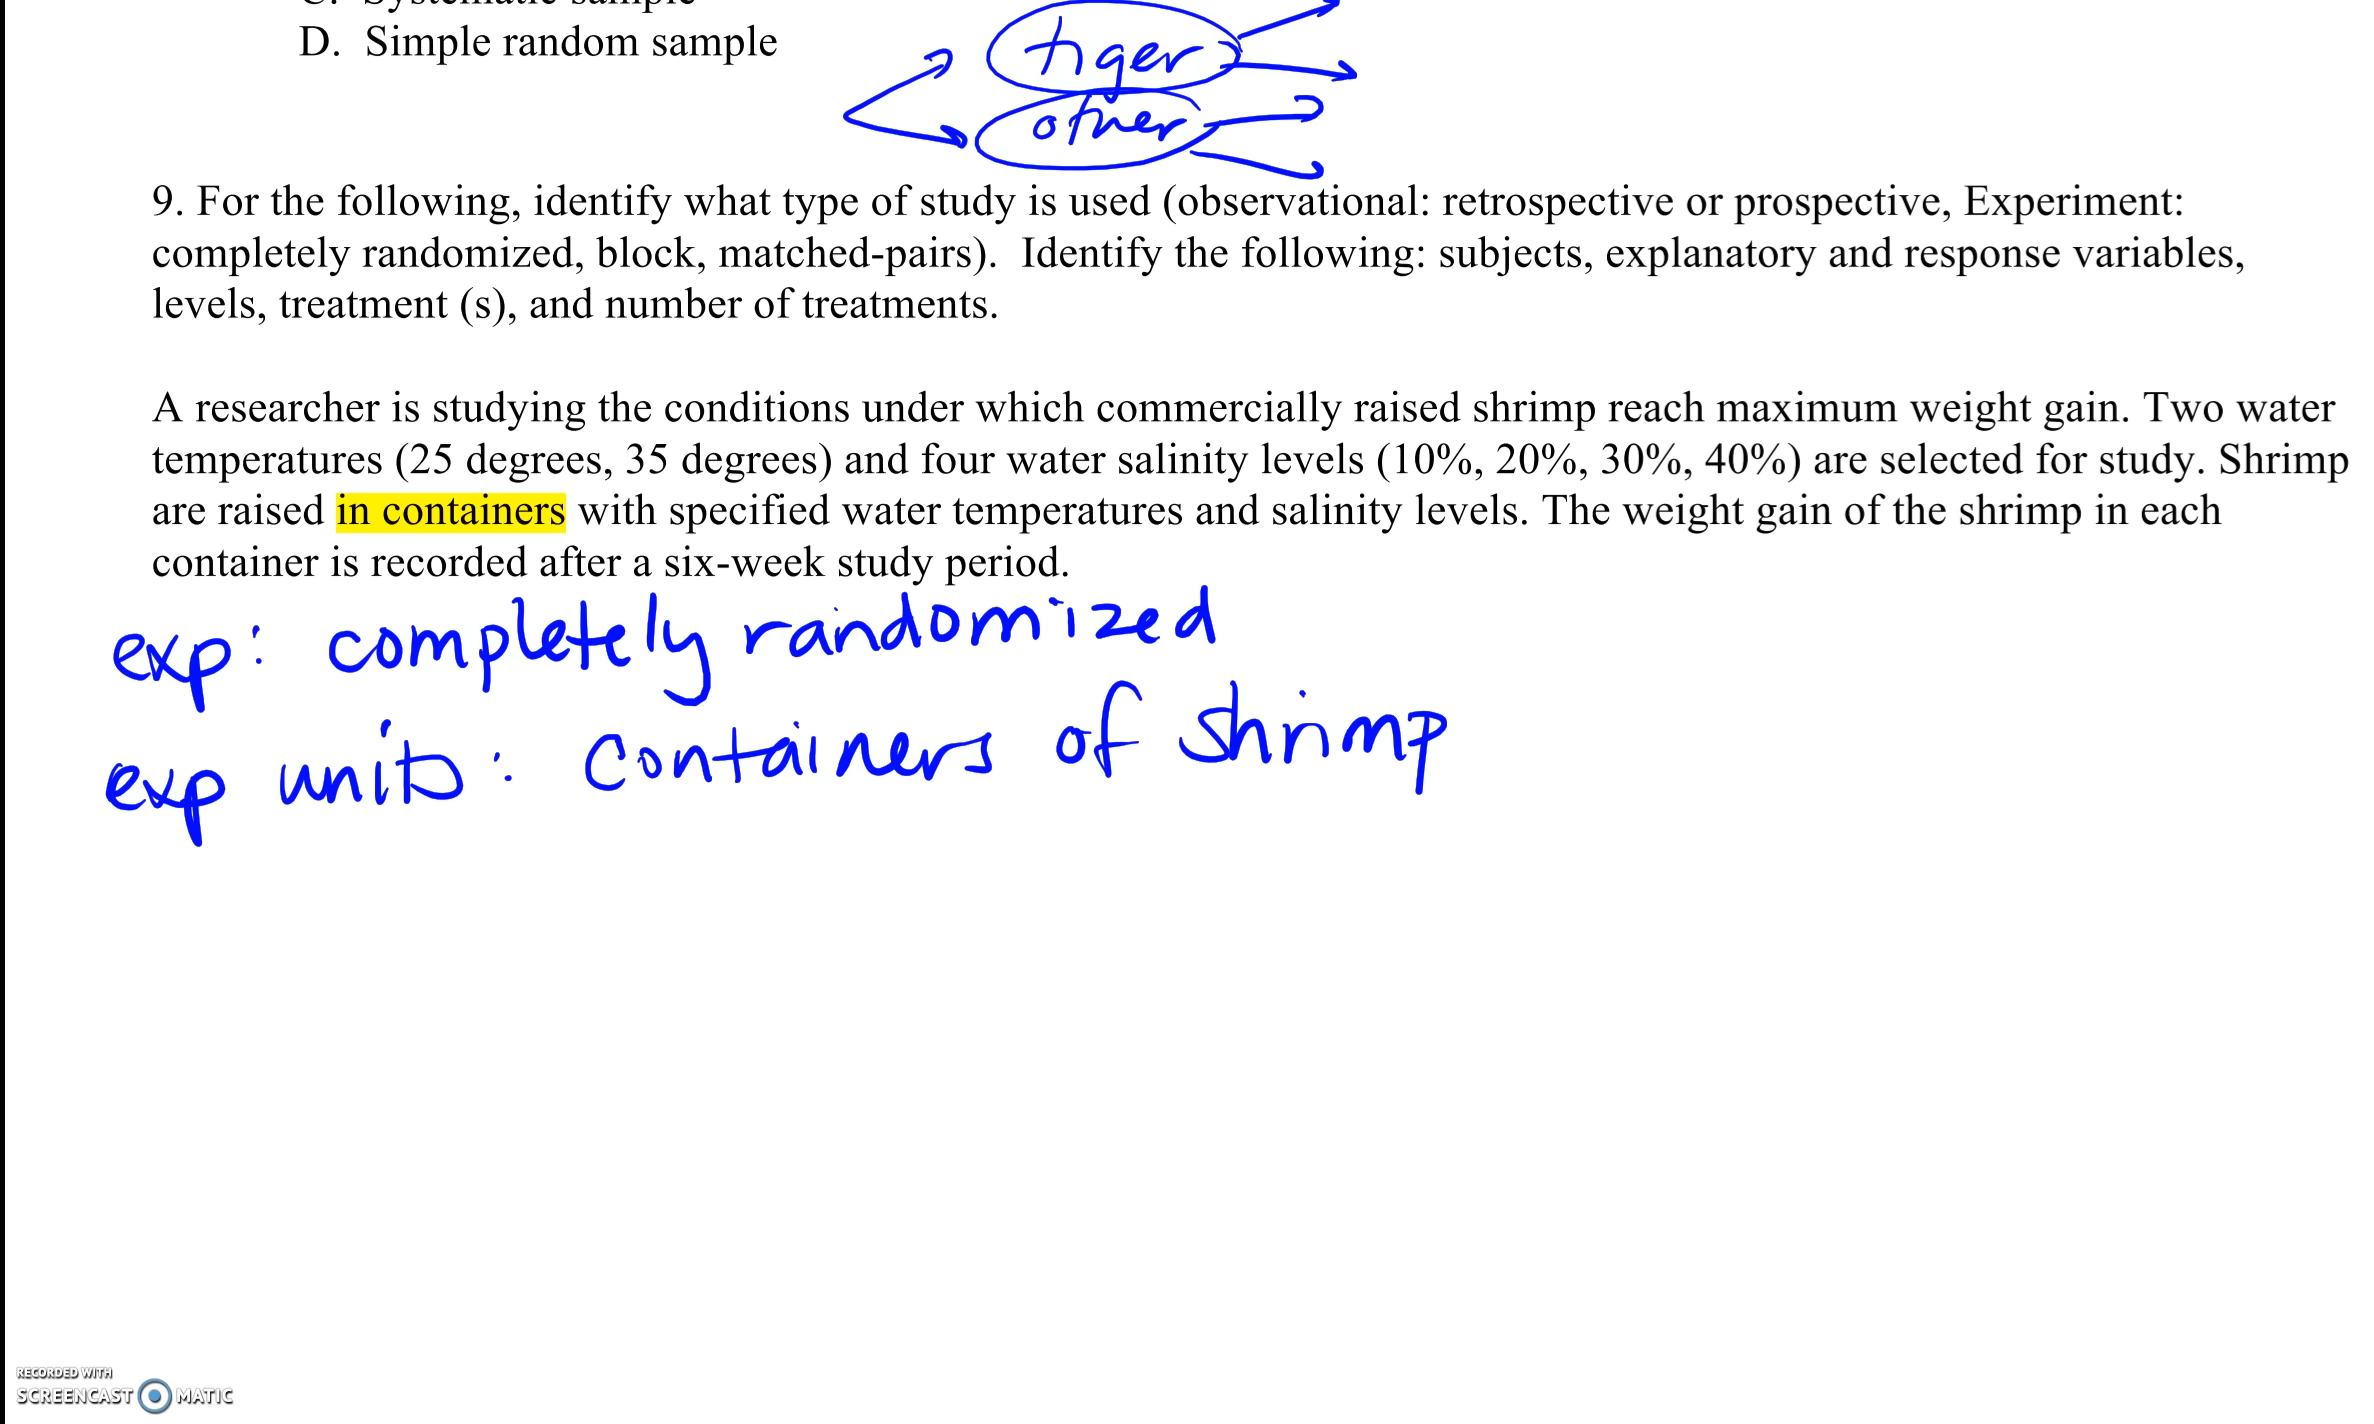 D. Simple random sample
tiger
other
9. For the following, identify what type of study is used (observational: retrospective or prospective, Experiment:
completely randomized, block, matched-pairs). Identify the following: subjects, explanatory and response variables,
levels, treatment (s), and number of treatments.
A researcher is studying the conditions under which commercially raised shrimp reach maximum weight gain. Two water
temperatures (25 degrees, 35 degrees) and four water salinity levels (10%, 20%, 30%, 40%) are selected for study. Shrimp
are raised in containers with specified water temperatures and salinity levels. The weight gain of the shrimp in each
container is recorded after a six-week study period.
exp: completely randomized
exp units: Containers of shrimp
RECORDED WITH
SCREENCAST MATIC